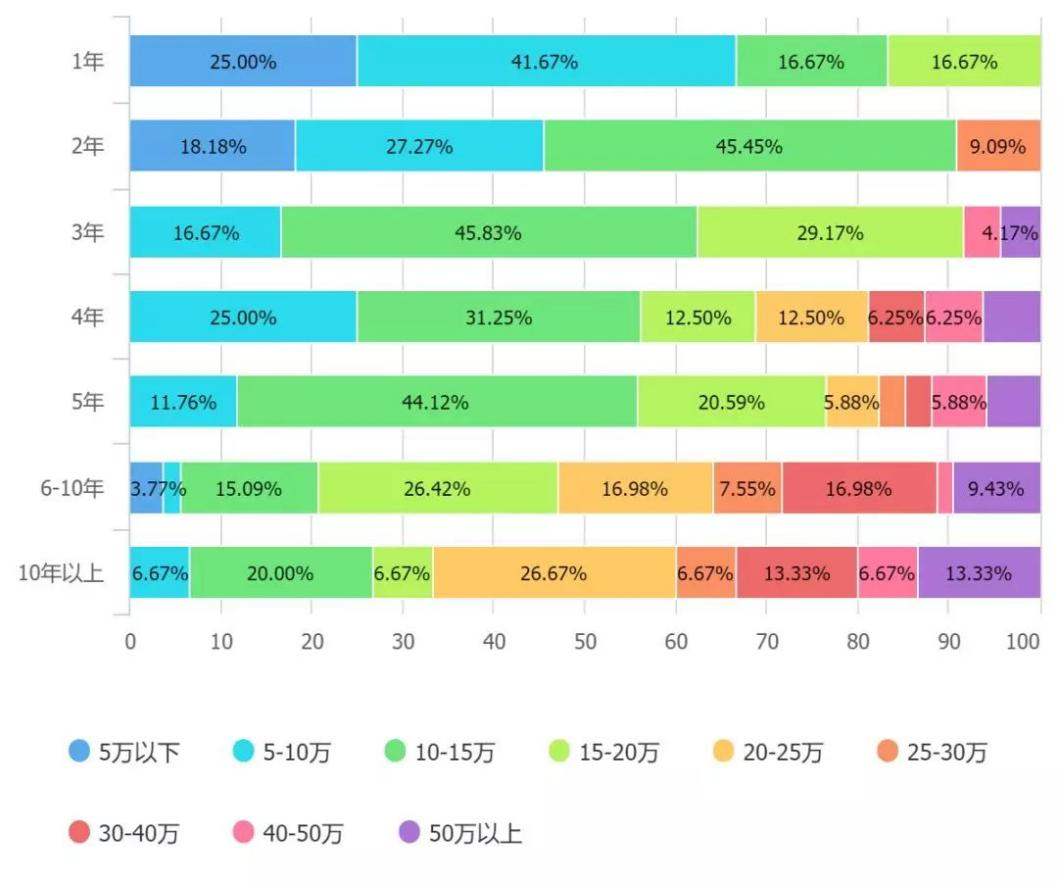 1年 25.00% 41.67% 16.67% 16.67%
2年 18.18% 27.27% 45.45% 9.09%
3年 16.67% 45.83% 29.17% 4.17%
4年 25.00% 31.25% 12.50% 12.50% 6.25% 6.25%
5年 11.76% 44.12% 20.59% 5.88% 5.88%
6-10年 3.77% 15.09% 26.42% 16.98% 7.55% 16.98% 9.43%
10年以上 6.67% 20.00% 6.67% 26.67% 6.67% 13.33% 6.67% 13.33%
0 10 20 30 40 50 60 70 80 90 100
5万以下 5-10万 10-15万 15-20万 20-25万 25-30万
30-40万 40-50万 50万以上